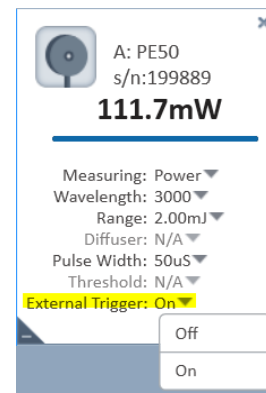 A: PE50
s/n:199889
111.7mW
Measuring: Power
Wavelength: 3000
Range: 2.00mJ
Diffuser: N/A
Pulse Width: 50uS
Threshold: N/A
External Trigger: On
Off
On